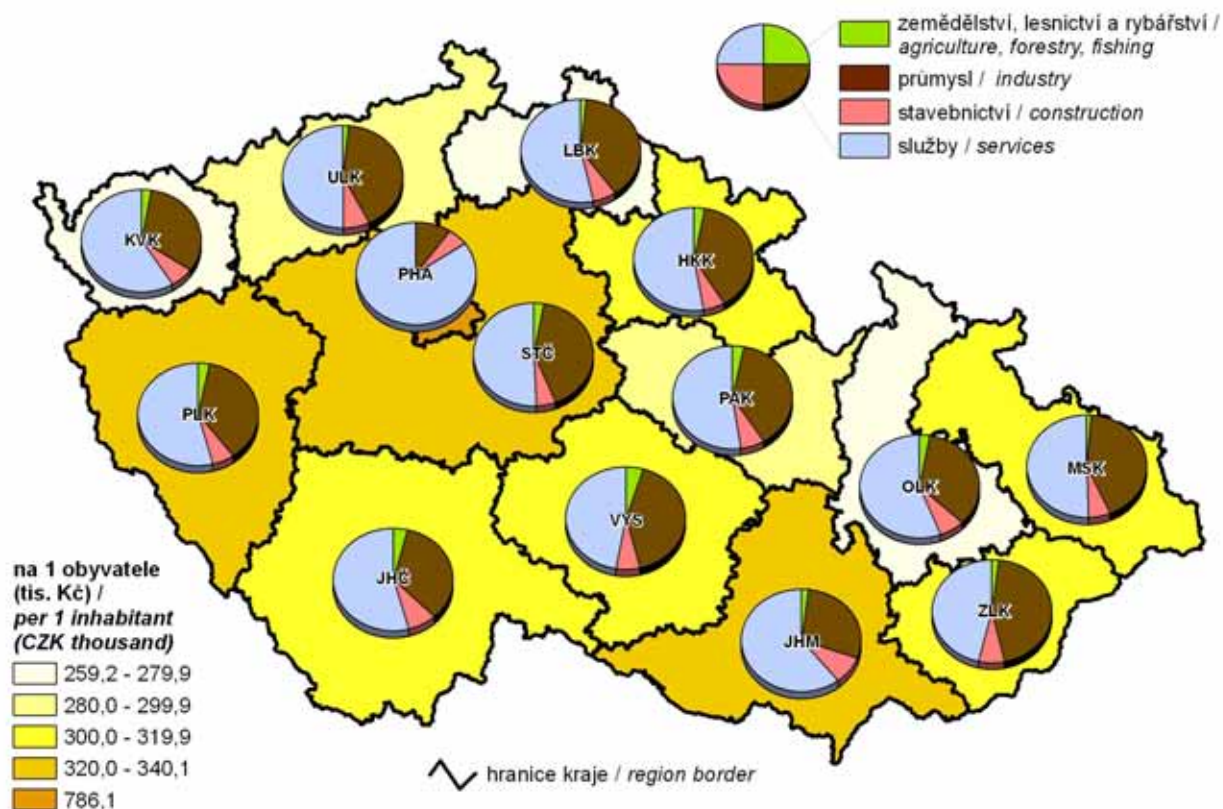 zemědělství, lesnictví a rybářství /
agriculture, forestry, fishing
průmysl / industry
stavebnictví / construction
služby / services
LBK
ULK
KVK
HKK
PHA
STČ
PAK
PLK
OLK
MSK
VYS
JHČ
ZLK
JHM
na 1 obyvatele
(tis. Kč) /
per 1 inhabitant
(CZK thousand)
259,2 - 279,9
280,0 - 299,9
300,0 - 319,9
320,0 - 340,1
786,1
hranice kraje / region border